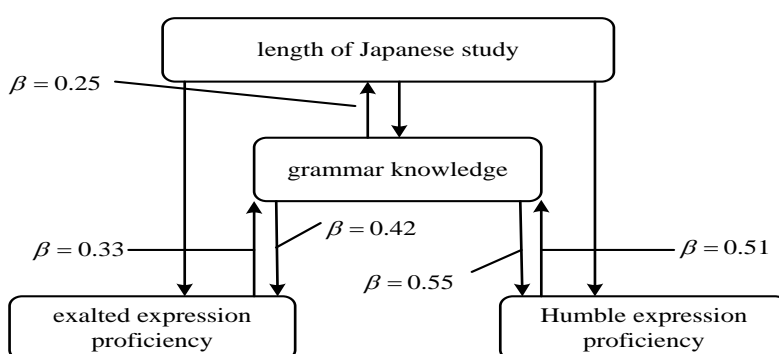 length of Japanese study
β = 0.25
grammar knowledge
β = 0.42
β = 0.33
β = 0.51
β = 0.55
exalted expression
proficiency
Humble expression
proficiency